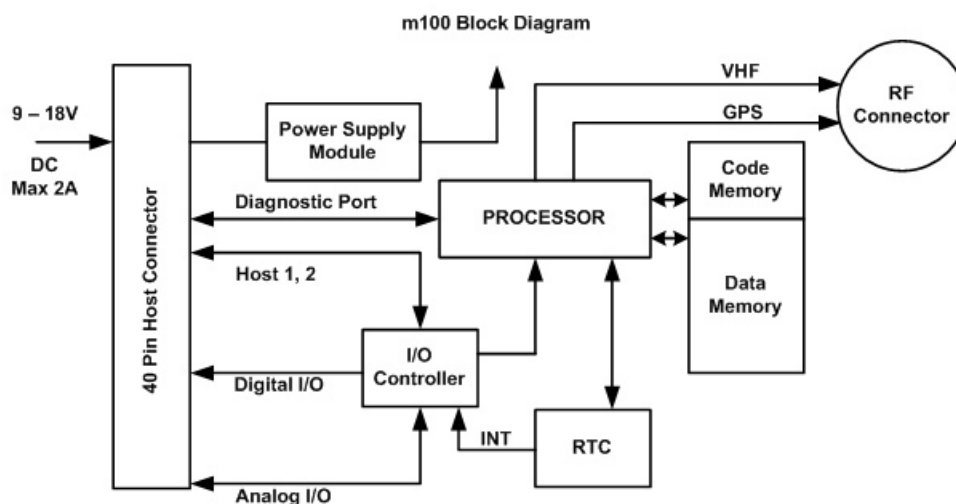 m100 Block Diagram
VHF
GPS
RF
Connector
9 – 18V
DC
Max 2A
40 Pin Host Connector
Power Supply
Module
Code
Memory
Diagnostic Port
PROCESSOR
Host 1, 2
Data
Memory
I/O
Controller
Digital I/O
INT
RTC
Analog I/O